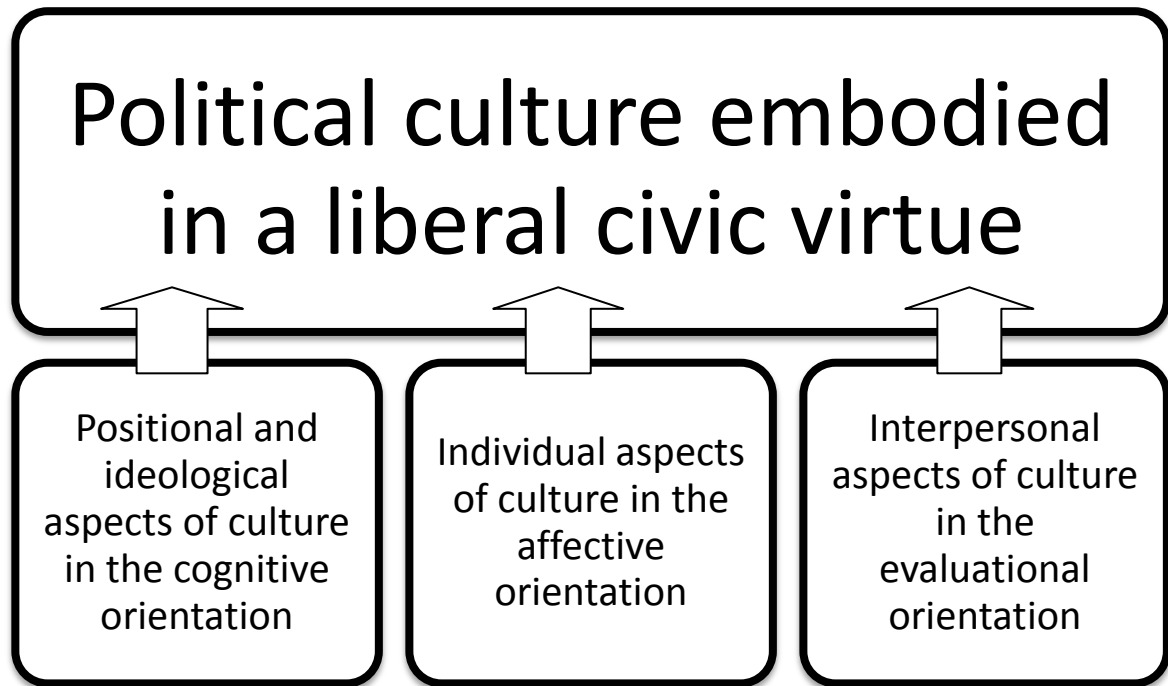 Political culture embodied
in a liberal civic virtue
Positional and
ideological
aspects of culture
in the cognitive
orientation
Individual aspects
of culture in the
affective
orientation
Interpersonal
aspects of culture
in the
evaluational
orientation